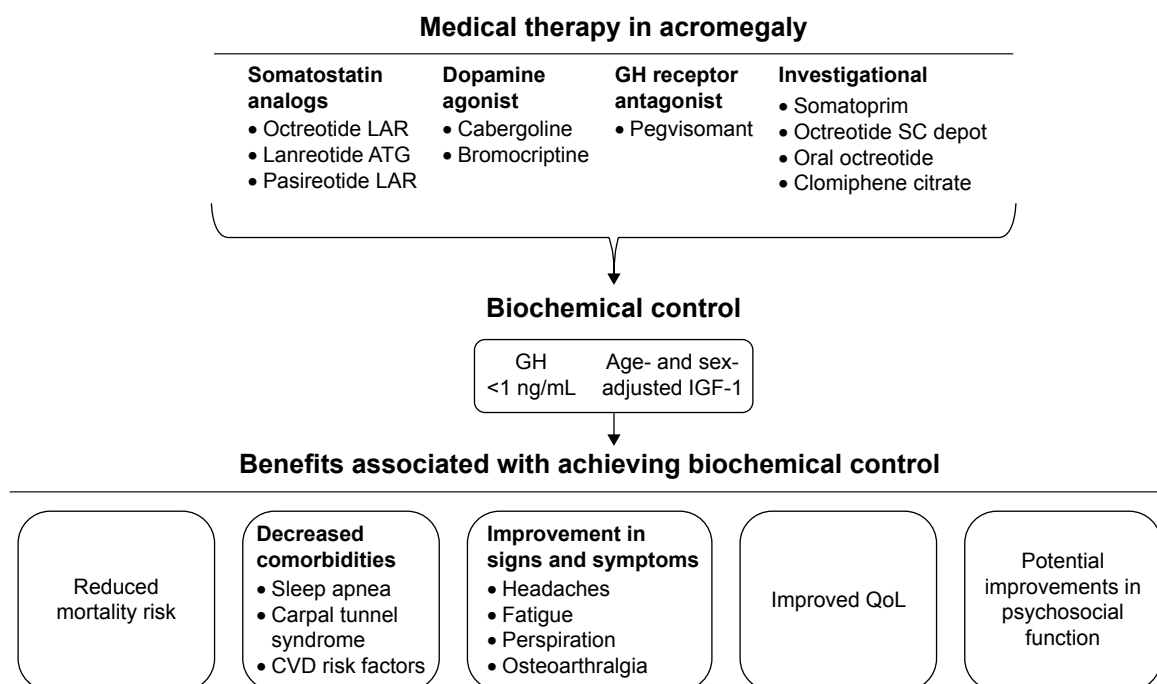 Medical therapy in acromegaly
Somatostatin
analogs
• Octreotide LAR
• Lanreotide ATG
• Pasireotide LAR
Dopamine
agonist
• Cabergoline
• Bromocriptine
GH receptor
antagonist
• Pegvisomant
Investigational
• Somatoprim
• Octreotide SC depot
• Oral octreotide
• Clomiphene citrate
Biochemical control
GH
<1 ng/mL
Age- and sex-
adjusted IGF-1
Benefits associated with achieving biochemical control
Reduced
mortality risk
Decreased
comorbidities
• Sleep apnea
• Carpal tunnel
syndrome
• CVD risk factors
Improvement in
signs and symptoms
• Headaches
• Fatigue
• Perspiration
• Osteoarthralgia
Improved QoL
Potential
improvements in
psychosocial
function